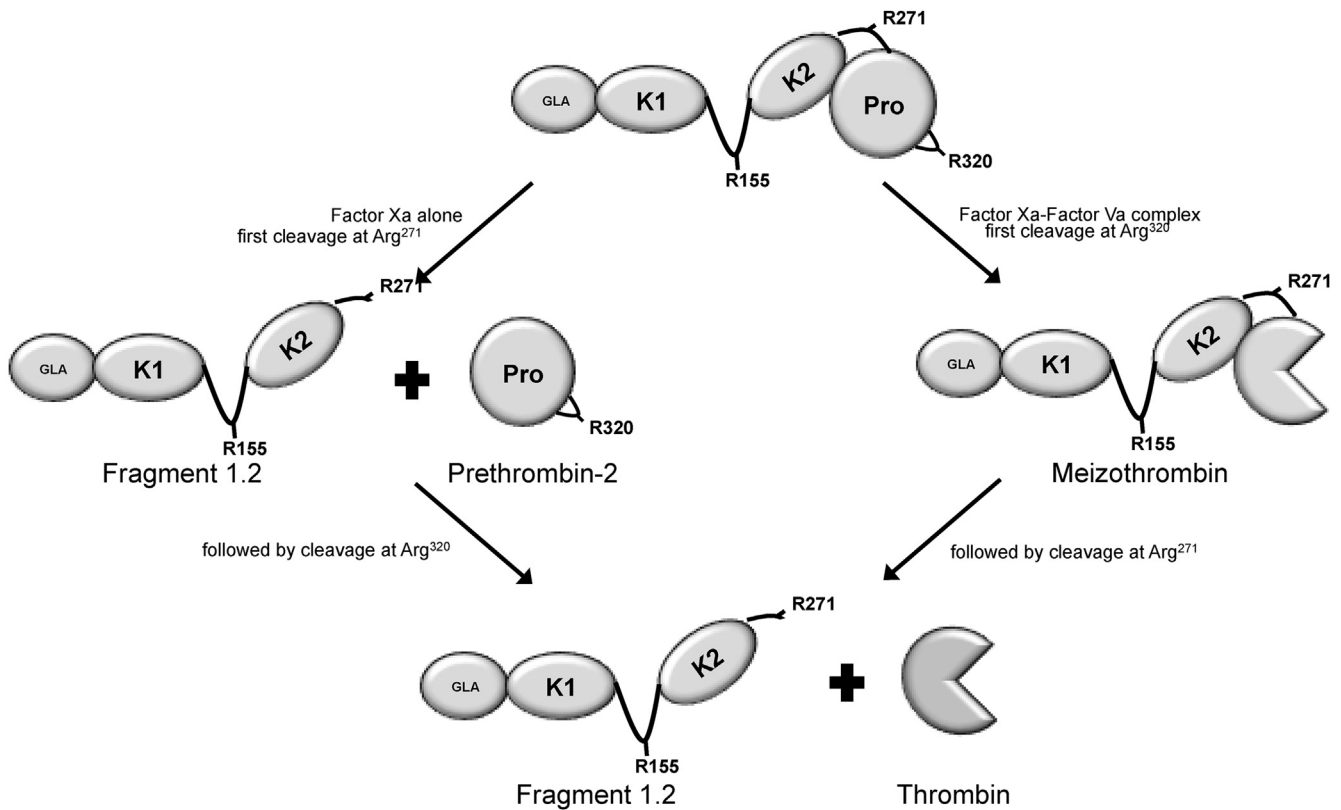 R271
GLA
K1
K2
Pro
R320
R155
Factor Xa alone
first cleavage at Arg271
Factor Xa-Factor Va complex
first cleavage at Arg320
R271
GLA
K1
K2
Pro
R320
R155
Fragment 1.2
Prethrombin-2
R271
GLA
K1
K2
R155
Meizothrombin
followed by cleavage at Arg320
followed by cleavage at Arg271
R271
GLA
K1
K2
R155
Fragment 1.2
Thrombin